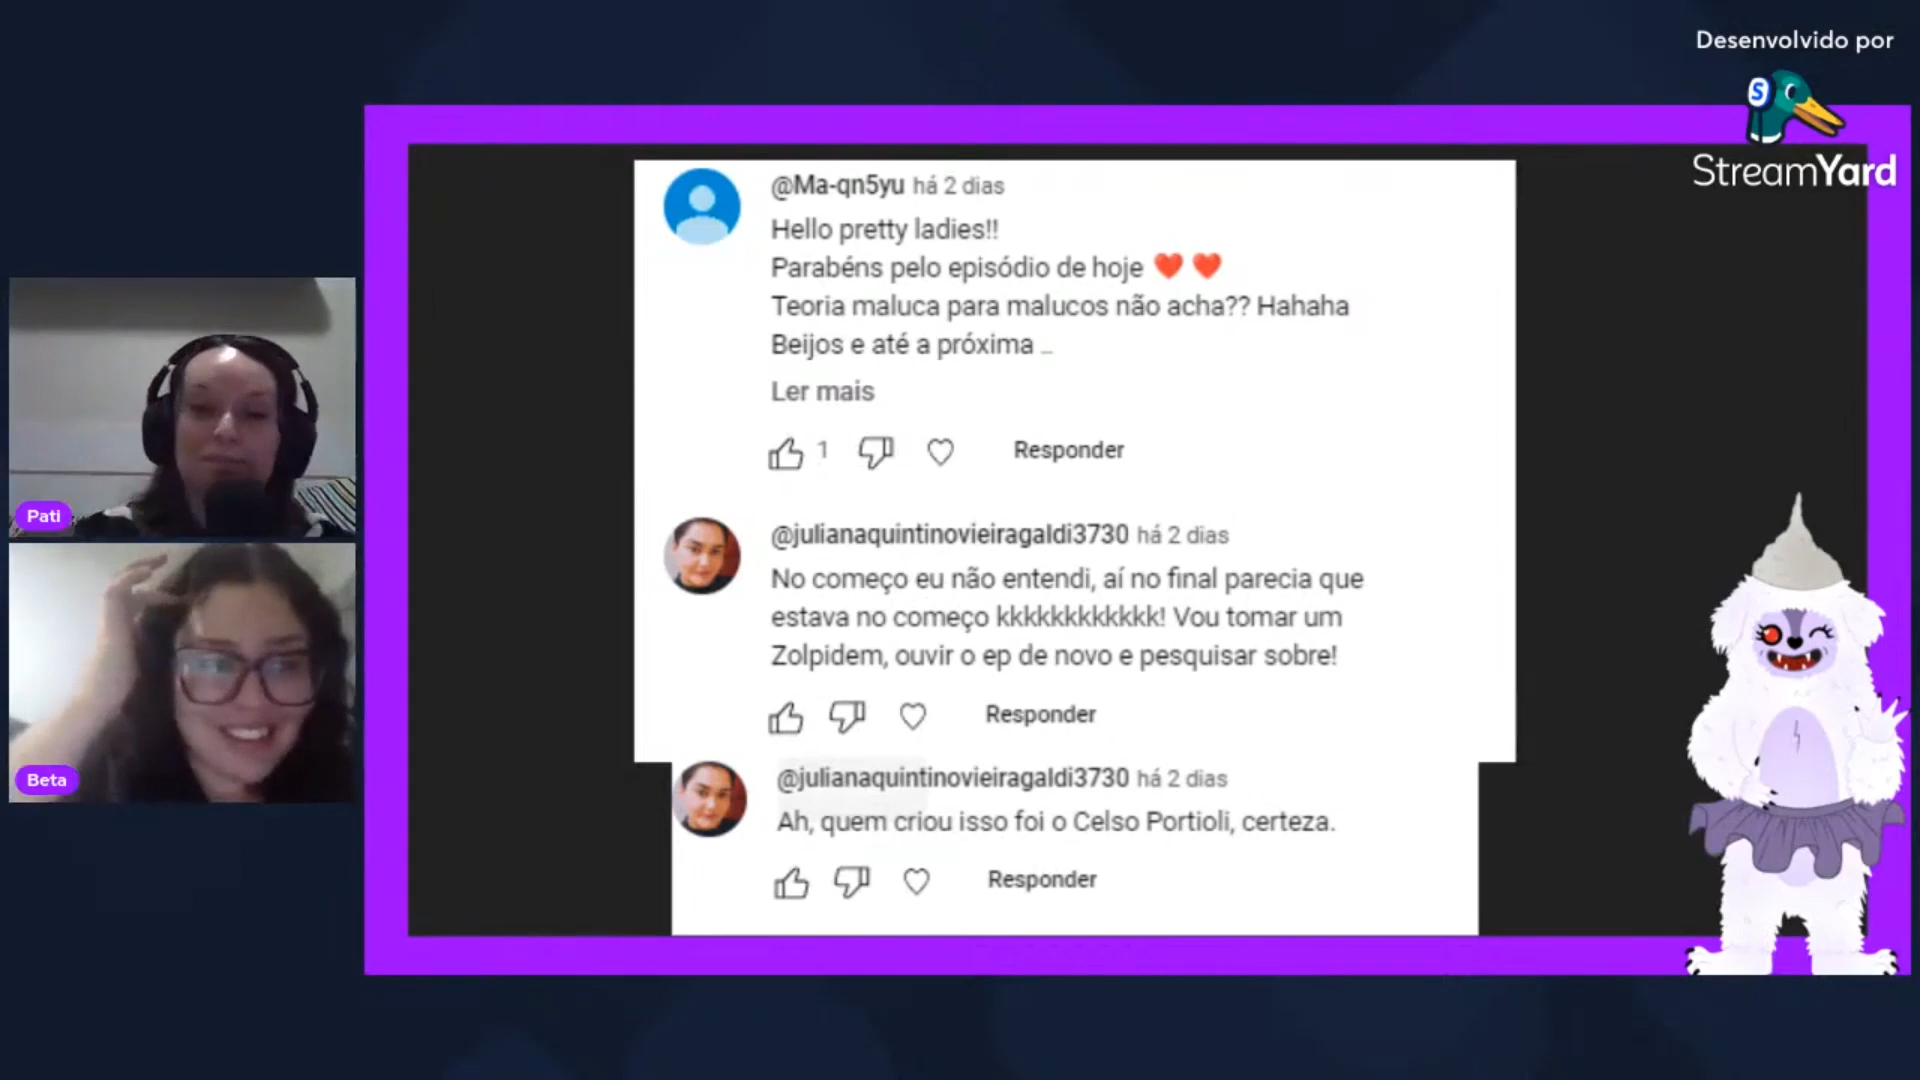 Desenvolvido por
S
StreamYard
@Ma-qn5yu há 2 dias
Hello pretty ladies!!
Parabéns pelo episódio de hoje ❤️ ❤️
Teoria maluca para malucos não acha?? Hahaha
Beijos e até a próxima ...
Ler mais
1
Responder
@julianaquintinovieiragaldi3730 há 2 dias
No começo eu não entendi, aí no final parecia que
estava no começo kkkkkkkkkkkk! Vou tomar um
Zolpidem, ouvir o ep de novo e pesquisar sobre!
Responder
@julianaquintinovieiragaldi3730 há 2 dias
Ah, quem criou isso foi o Celso Portioli, certeza.
Responder
Pati
Beta